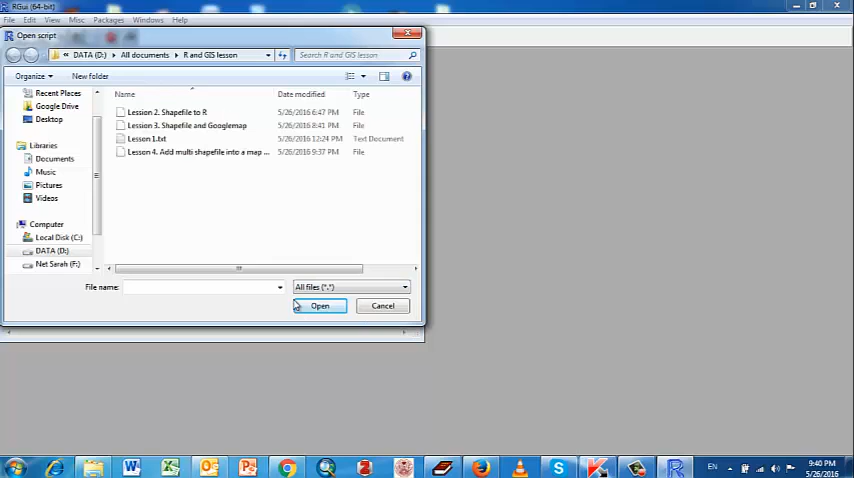 RGui (64-bit)
File Edit View Misc Packages Windows Help
Open script
« DATA (D:) ▸ All documents ▸ R and GIS lesson
Search R and GIS lesson
Organize ▾ New folder
Name Date modified Type
Recent Places
Google Drive
Desktop
Libraries
Documents
Music
Pictures
Videos
Computer
Local Disk (C:)
DATA (D:)
Net Sarah (F:)
Lession 2. Shapefile to R 5/26/2016 6:47 PM File
Lession 3. Shapefile and Googlemap 5/26/2016 8:41 PM File
Lesson 1.txt 5/26/2016 12:24 PM Text Document
Lesson 4. Add multi shapefile into a map ... 5/26/2016 9:37 PM File
File name:
All files (*.*)
Open Cancel
EN
9:40 PM
5/26/2016